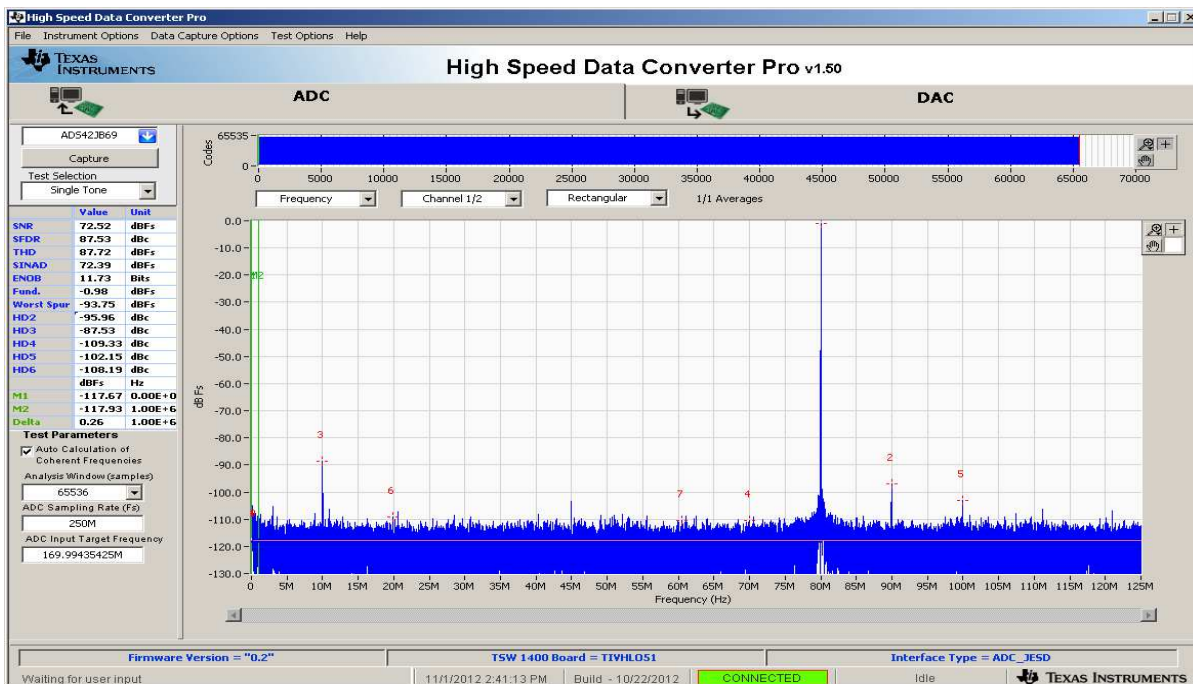 High Speed Data Converter Pro
File Instrument Options Data Capture Options Test Options Help
TEXAS INSTRUMENTS
High Speed Data Converter Pro v1.50
ADC
DAC
ADS42JB69
Capture
Test Selection
Single Tone
Value Unit
SNR 72.52 dBFs
SFDR 87.53 dBc
THD 87.72 dBFs
SINAD 72.39 dBFs
ENOB 11.73 Bits
Fund. -0.98 dBFs
Worst Spur -93.75 dBFs
HD2 -95.96 dBc
HD3 -87.53 dBc
HD4 -109.33 dBc
HD5 -102.15 dBc
HD6 -108.19 dBc
dBFs Hz
M1 -117.67 0.00E+0
M2 -117.93 1.00E+6
Delta 0.26 1.00E+6
Test Parameters
Auto Calculation of
Coherent Frequencies
Analysis Window (samples)
65536
ADC Sampling Rate (Fs)
250M
ADC Input Target Frequency
169.99435425M
Codes
65535
0
0 5000 10000 15000 20000 25000 30000 35000 40000 45000 50000 55000 60000 65000 70000
Frequency Channel 1/2 Rectangular 1/1 Averages
dBFs
0.0
-10.0
-20.0
-30.0
-40.0
-50.0
-60.0
-70.0
-80.0
-90.0
-100.0
-110.0
-120.0
-130.0
3
6
7
4
2
5
0 5M 10M 15M 20M 25M 30M 35M 40M 45M 50M 55M 60M 65M 70M 75M 80M 85M 90M 95M 100M 105M 110M 115M 120M 125M
Frequency (Hz)
Firmware Version = "0.2" TSW 1400 Board = TIVHLO51 Interface Type = ADC_JESD
Waiting for user input 11/1/2012 2:41:13 PM Build - 10/22/2012 CONNECTED Idle TEXAS INSTRUMENTS